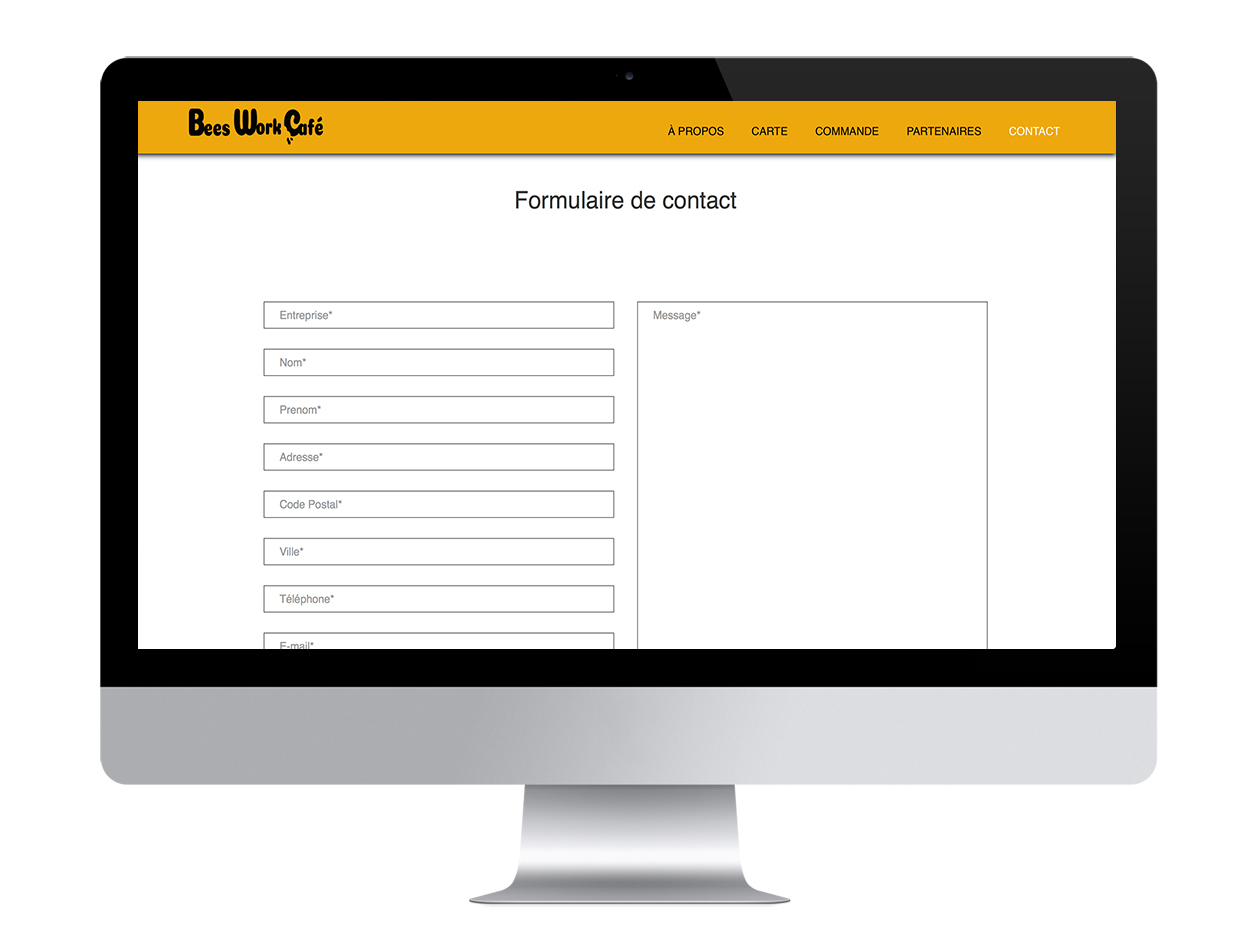 Bees Work Café
À PROPOS CARTE COMMANDE PARTENAIRES CONTACT
Formulaire de contact
Entreprise*
Nom*
Prenom*
Adresse*
Code Postal*
Ville*
Téléphone*
E-mail*
Message*